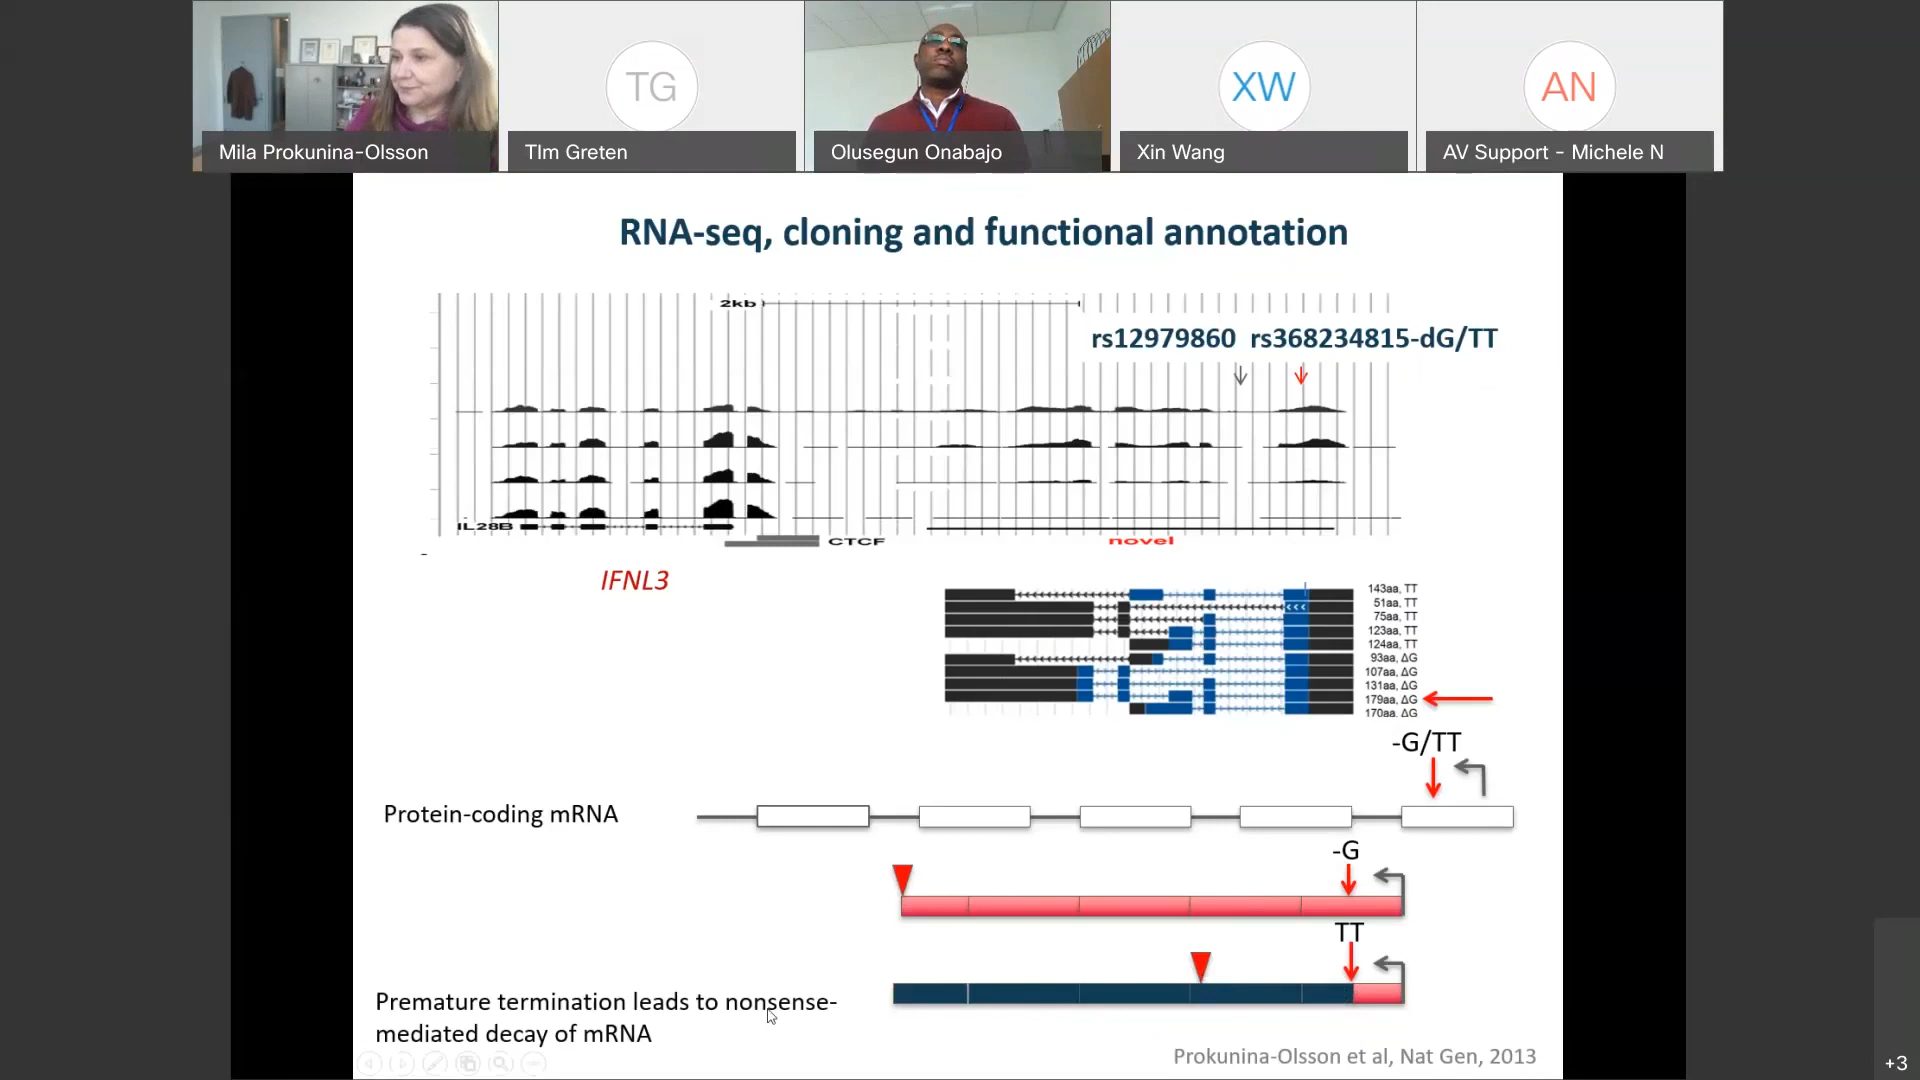 TG
XW
AN
Mila Prokunina-Olsson
TIm Greten
Olusegun Onabajo
Xin Wang
AV Support - Michele N
RNA-seq, cloning and functional annotation
2kb
rs12979860 rs368234815-dG/TT
IL28B
CTCF
novel
IFNL3
143aa, TT
51aa, TT
75aa, TT
123aa, TT
124aa, TT
93aa, ΔG
107aa, ΔG
131aa, ΔG
179aa, ΔG
170aa, ΔG
-G/TT
Protein-coding mRNA
-G
TT
Premature termination leads to nonsense-
mediated decay of mRNA
Prokunina-Olsson et al, Nat Gen, 2013
+3